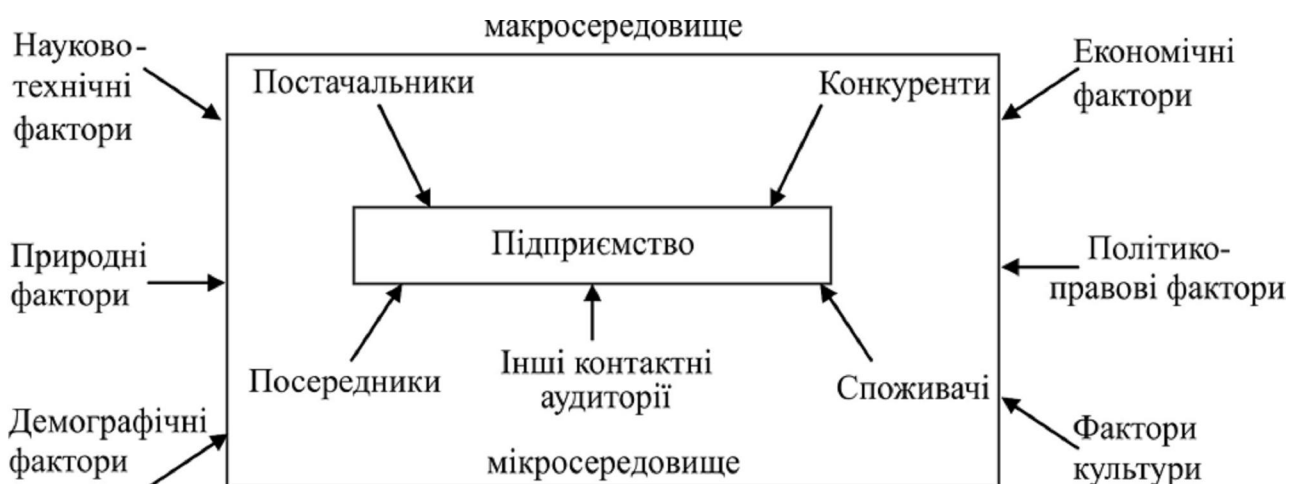 макросередовище
Науково-
технічні
фактори
Економічні
фактори
Постачальники
Конкуренти
Підприємство
Природні
фактори
Політико-
правові фактори
Посередники
Інші контактні
аудиторії
Споживачі
Демографічні
фактори
Фактори
культури
мікросередовище